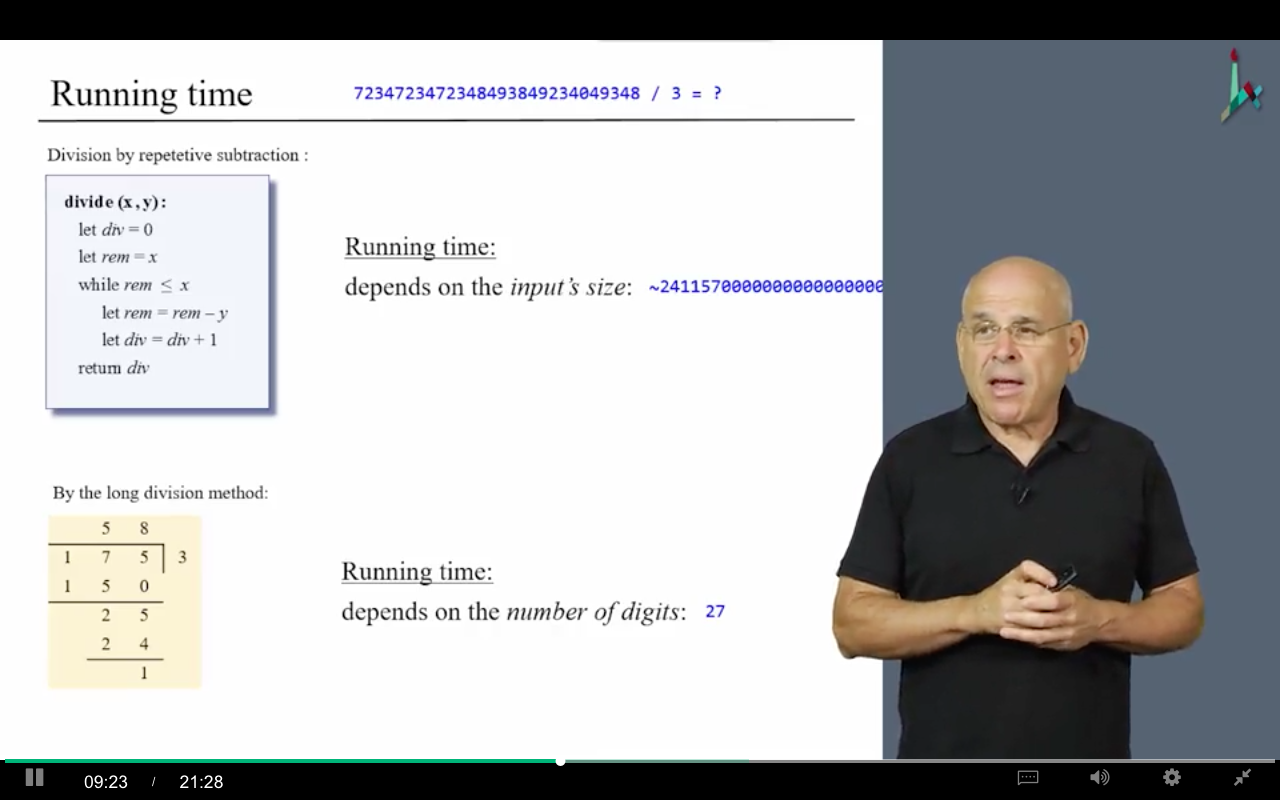 Running time
7234723472348493849234049348 / 3 = ?
Division by repetetive subtraction :
divide (x, y):
let div = 0
let rem = x
while rem ≤ x
let rem = rem – y
let div = div + 1
return div
Running time:
depends on the input’s size: ~2411570000000000000000
By the long division method:
5 8
1 7 5 3
1 5 0
2 5
2 4
1
Running time:
depends on the number of digits: 27
09:23 / 21:28